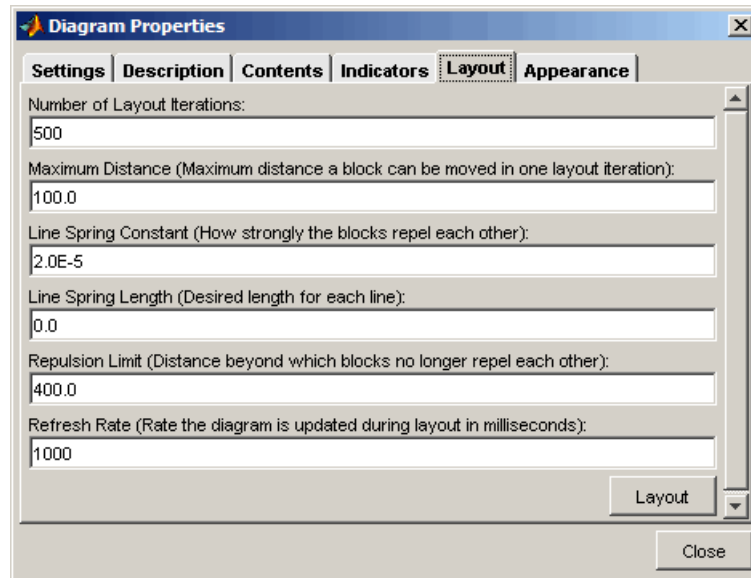 Diagram Properties
Settings Description Contents Indicators Layout Appearance
Number of Layout Iterations:
500
Maximum Distance (Maximum distance a block can be moved in one layout iteration):
100.0
Line Spring Constant (How strongly the blocks repel each other):
2.0E-5
Line Spring Length (Desired length for each line):
0.0
Repulsion Limit (Distance beyond which blocks no longer repel each other):
400.0
Refresh Rate (Rate the diagram is updated during layout in milliseconds):
1000
Layout
Close